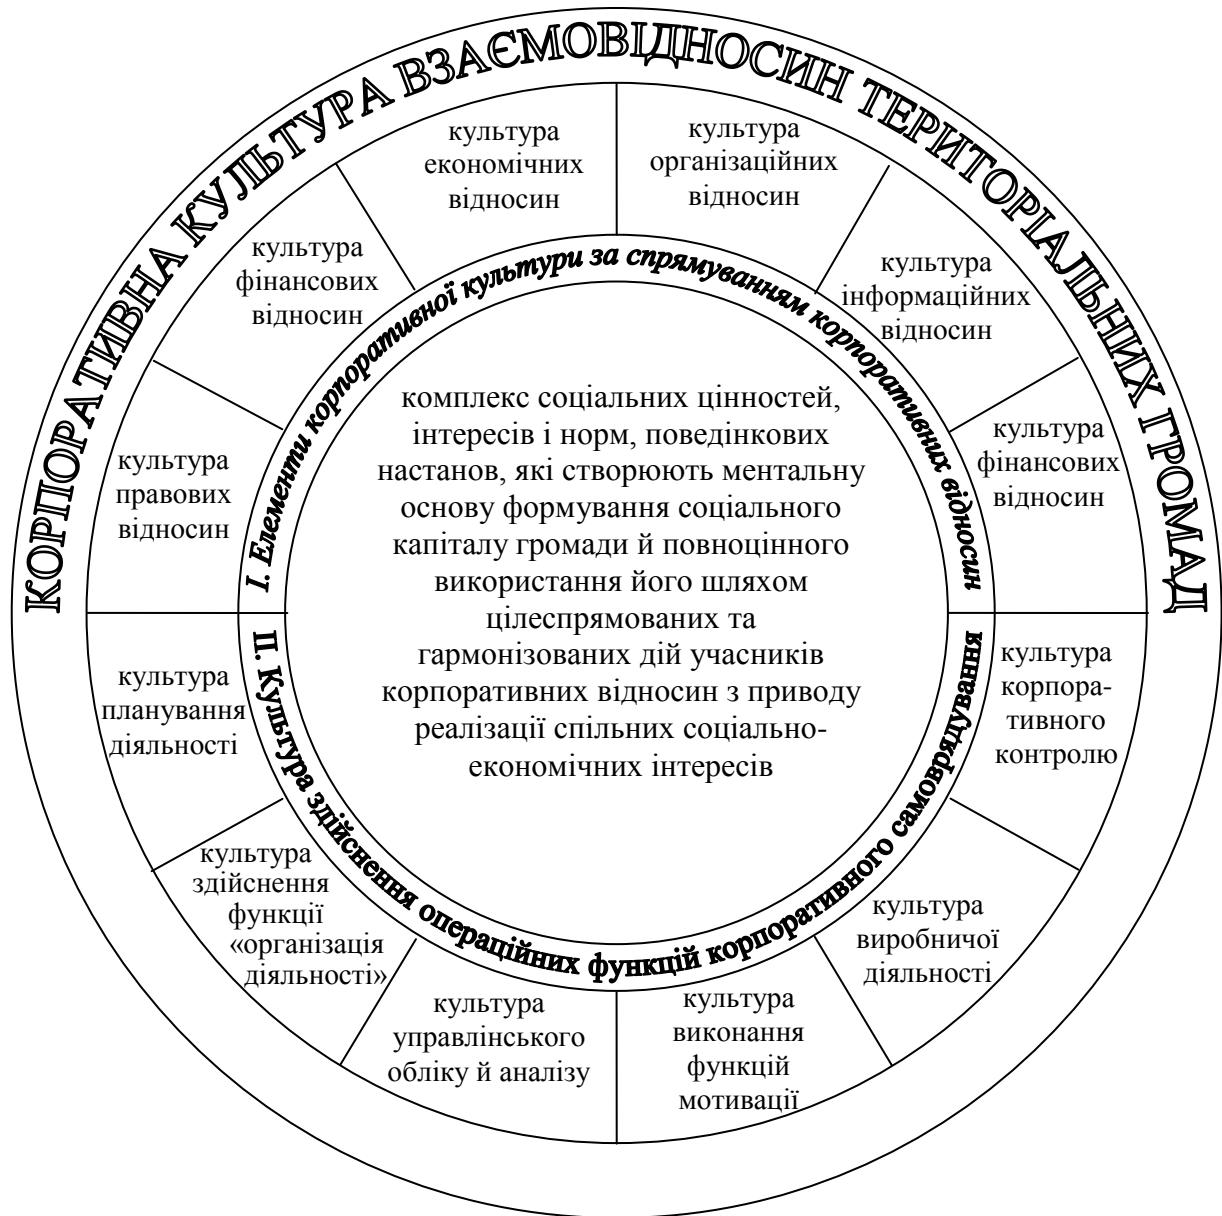 КОРПОРАТИВНА КУЛЬТУРА ВЗАЄМОВІДНОСИН ТЕРИТОРІАЛЬНИХ ГРОМАД
культура
економічних
відносин
культура
організаційних
відносин
культура
фінансових
відносин
культура
інформаційних
відносин
культура
правових
відносин
культура
фінансових
відносин
І. Елементи корпоративної культури за спрямуванням корпоративних відносин
комплекс соціальних цінностей,
інтересів і норм, поведінкових
настанов, які створюють ментальну
основу формування соціального
капіталу громади й повноцінного
використання його шляхом
цілеспрямованих та
гармонізованих дій учасників
корпоративних відносин з приводу
реалізації спільних соціально-
економічних інтересів
ІІ. Культура здійснення операційних функцій корпоративного самоврядування
культура
планування
діяльності
культура
корпора-
тивного
контролю
культура
здійснення
функції
«організація
діяльності»
культура
виробничої
діяльності
культура
управлінського
обліку й аналізу
культура
виконання
функцій
мотивації